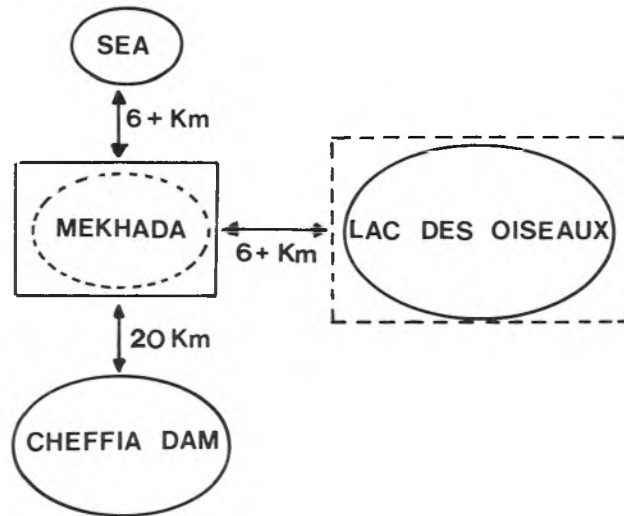 SEA
6+ Km
MEKHADA
6+ Km
LAC DES OISEAUX
20 Km
CHEFFIA DAM